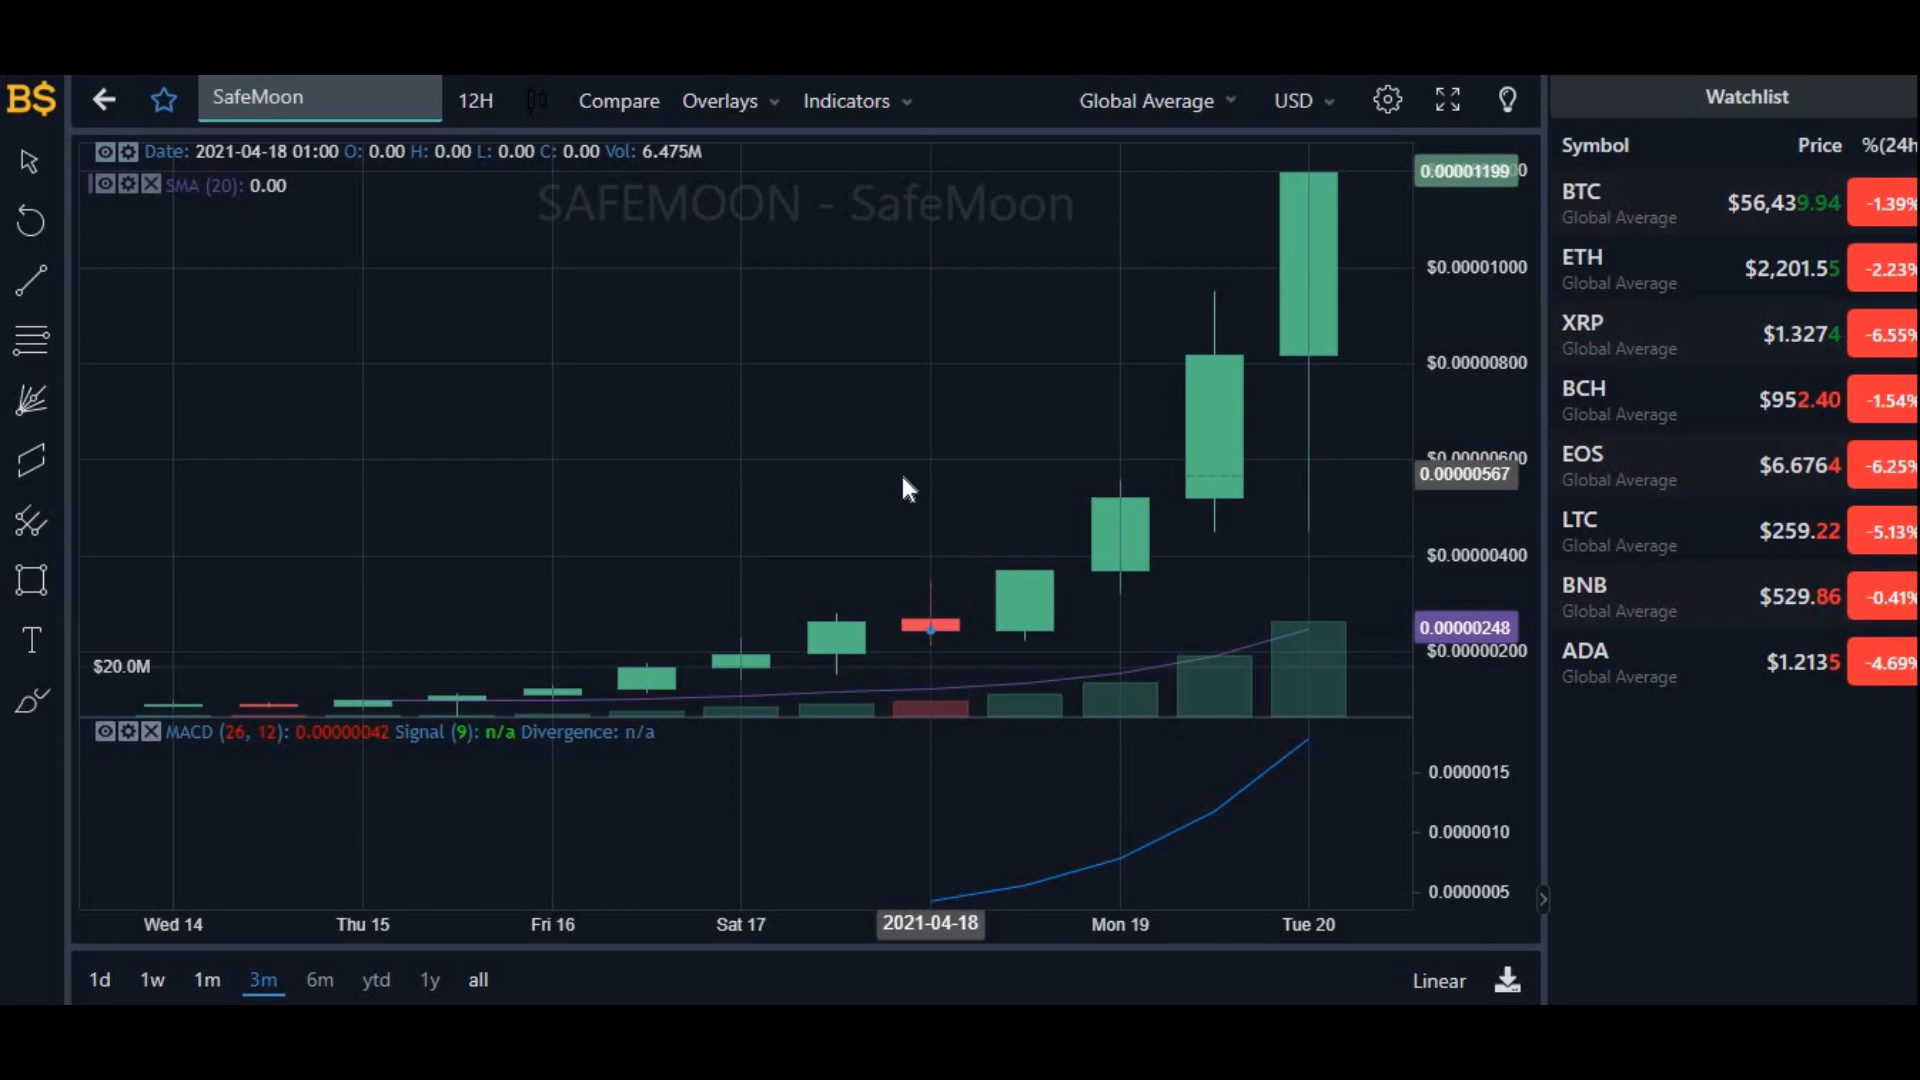 B$
SafeMoon
12H
Compare
Overlays
Indicators
Global Average
USD
Date: 2021-04-18 01:00 O: 0.00 H: 0.00 L: 0.00 C: 0.00 Vol: 6.475M
SMA (20): 0.00
SAFEMOON - SafeMoon
0.00001199
$0.00001000
$0.00000800
$0.00000600
0.00000567
$0.00000400
0.00000248
$0.00000200
$20.0M
MACD (26, 12): 0.00000042 Signal (9): n/a Divergence: n/a
0.0000015
0.0000010
0.0000005
Wed 14
Thu 15
Fri 16
Sat 17
2021-04-18
Mon 19
Tue 20
1d 1w 1m 3m 6m ytd 1y all
Linear
Watchlist
Symbol Price %(24h
BTC $56,439.94 -1.39%
Global Average
ETH $2,201.55 -2.23%
Global Average
XRP $1.3274 -6.55%
Global Average
BCH $952.40 -1.54%
Global Average
EOS $6.6764 -6.25%
Global Average
LTC $259.22 -5.13%
Global Average
BNB $529.86 -0.41%
Global Average
ADA $1.2135 -4.69%
Global Average
T